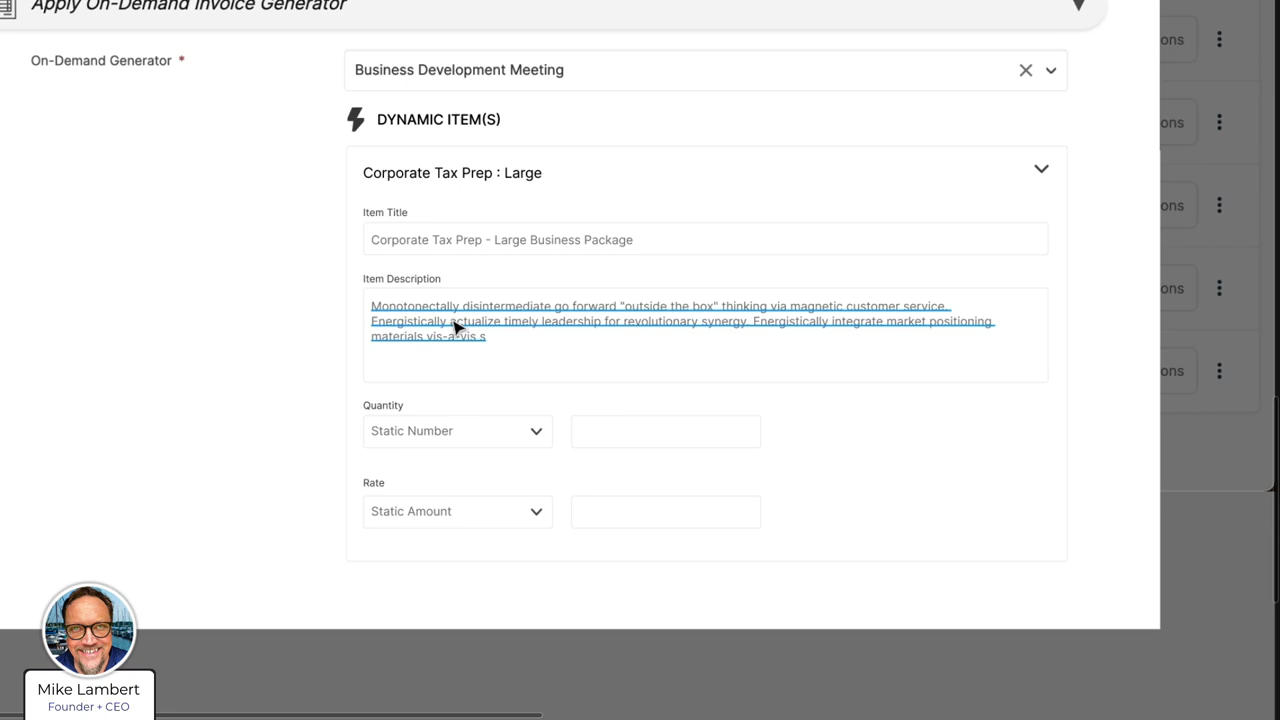 Apply On-Demand Invoice Generator
ons
On-Demand Generator *
Business Development Meeting
DYNAMIC ITEM(S)
ons
Corporate Tax Prep : Large
Item Title
ons
Corporate Tax Prep - Large Business Package
Item Description
ons
Monotonectally disintermediate go forward "outside the box" thinking via magnetic customer service.
Energistically actualize timely leadership for revolutionary synergy. Energistically integrate market positioning
materials vis-a-vis s
ons
Quantity
Static Number
Rate
Static Amount
Mike Lambert
Founder + CEO